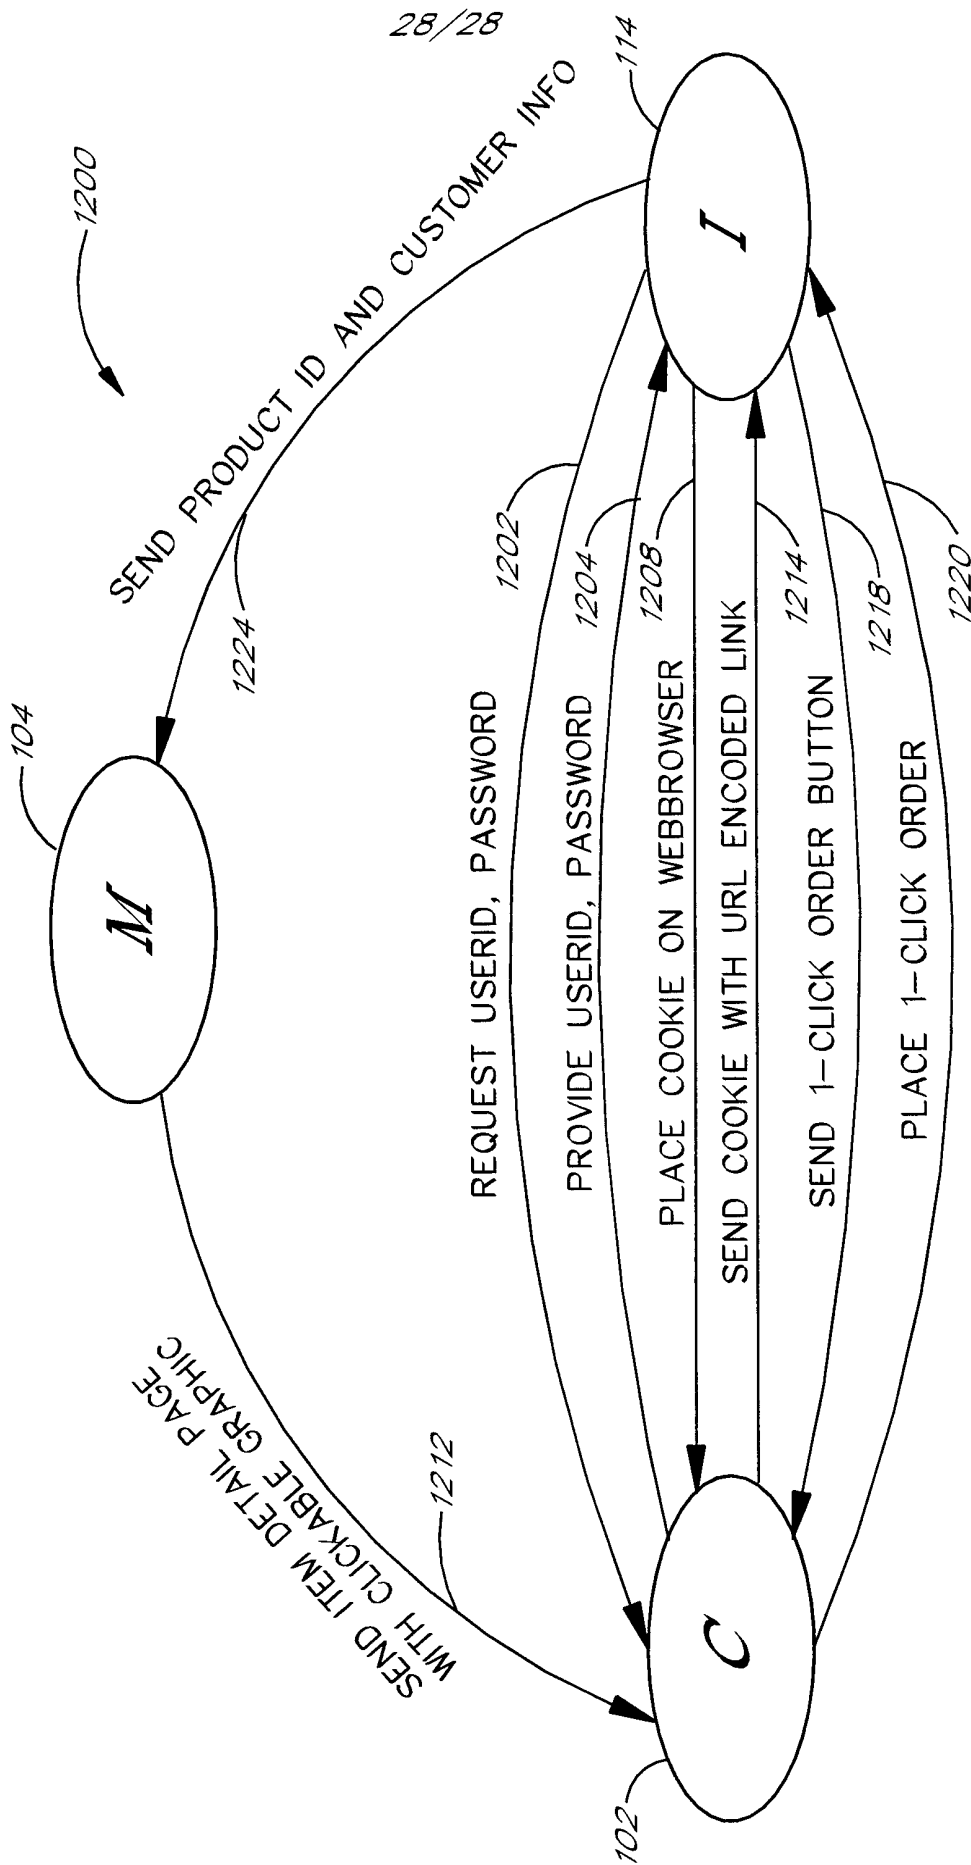 28/28
1200
104
M
SEND PRODUCT ID AND CUSTOMER INFO
1224
SEND ITEM DETAIL PAGE
WITH CLICKABLE GRAPHIC
1212
114
I
102
C
REQUEST USERID, PASSWORD
1202
PROVIDE USERID, PASSWORD
1204
PLACE COOKIE ON WEBBROWSER
1208
SEND COOKIE WITH URL ENCODED LINK
1214
SEND 1-CLICK ORDER BUTTON
1218
PLACE 1-CLICK ORDER
1220